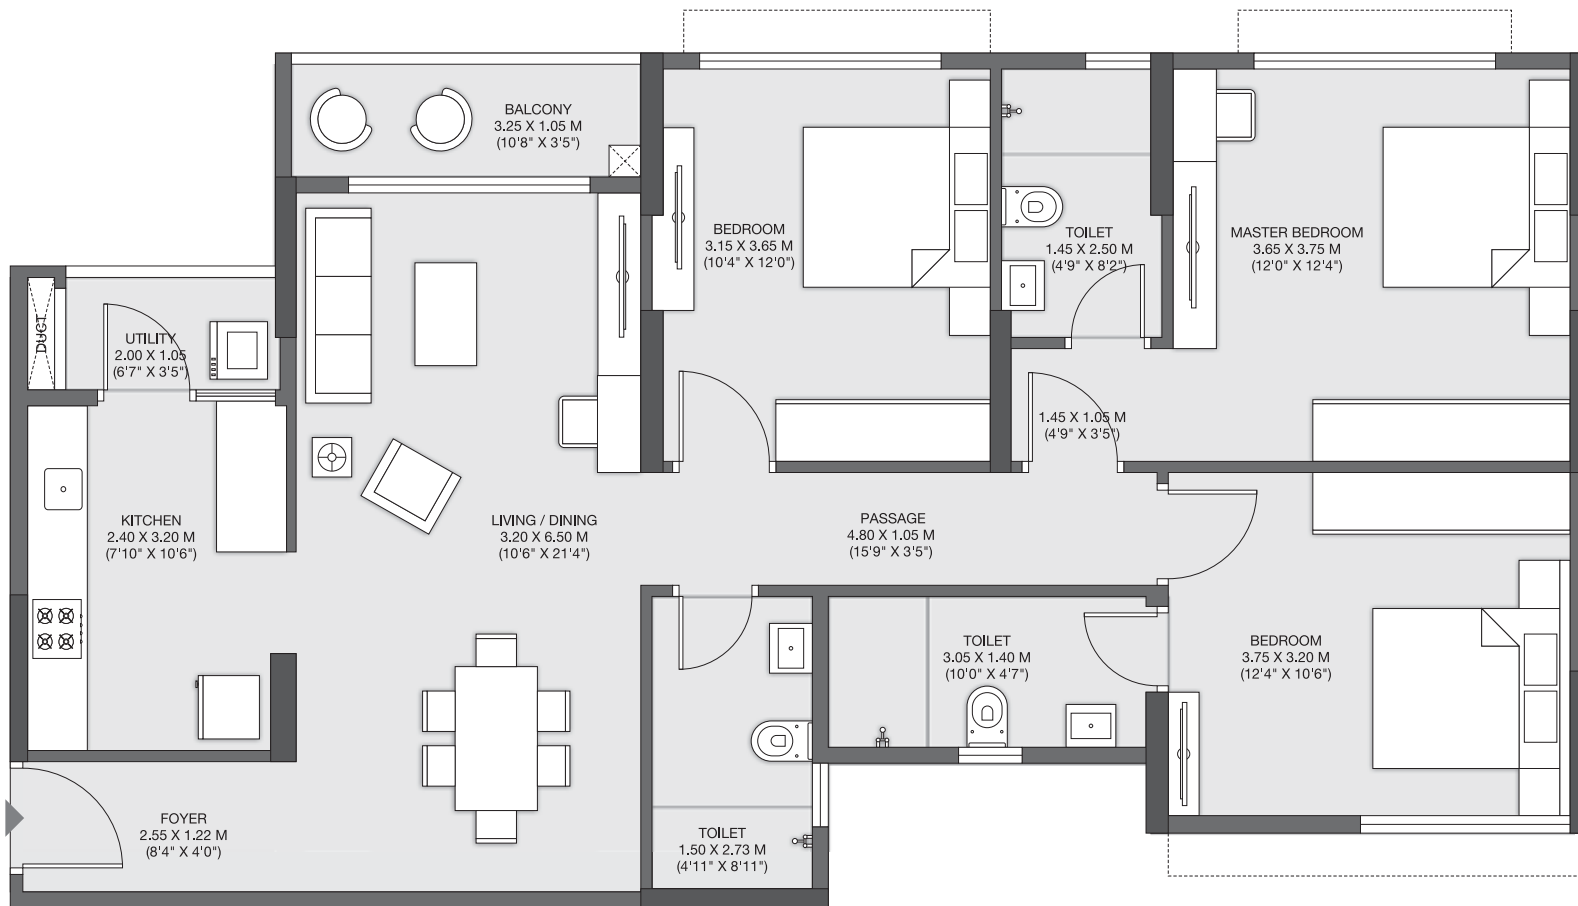 BALCONY
3.25 X 1.05 M
(10'8" X 3'5")
BEDROOM
3.15 X 3.65 M
(10'4" X 12'0")
TOILET
1.45 X 2.50 M
(4'9" X 8'2")
MASTER BEDROOM
3.65 X 3.75 M
(12'0" X 12'4")
DUCT
UTILITY
2.00 X 1.05
(6'7" X 3'5")
1.45 X 1.05 M
(4'9" X 3'5")
KITCHEN
2.40 X 3.20 M
(7'10" X 10'6")
LIVING / DINING
3.20 X 6.50 M
(10'6" X 21'4")
PASSAGE
4.80 X 1.05 M
(15'9" X 3'5")
TOILET
3.05 X 1.40 M
(10'0" X 4'7")
BEDROOM
3.75 X 3.20 M
(12'4" X 10'6")
FOYER
2.55 X 1.22 M
(8'4" X 4'0")
TOILET
1.50 X 2.73 M
(4'11" X 8'11")